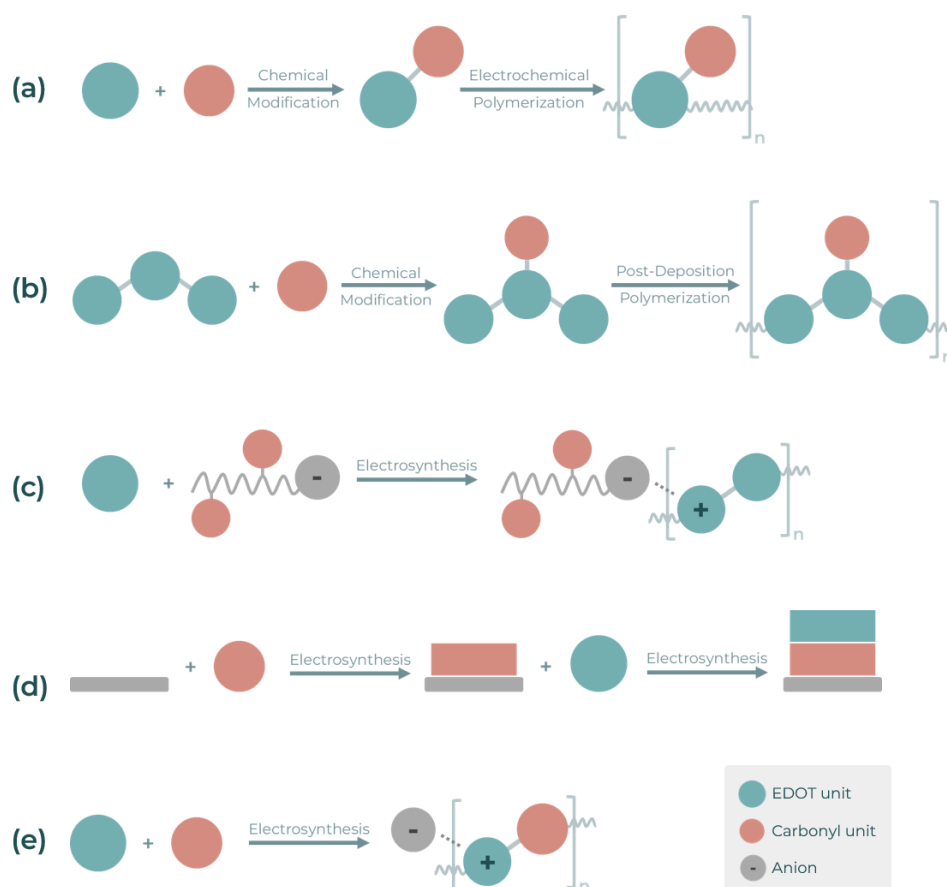 (a)
+
Chemical
Modification
Electrochemical
Polymerization
n
(b)
+
Chemical
Modification
Post-Deposition
Polymerization
n
(c)
+
-
Electrosynthesis
-
+
n
(d)
+
Electrosynthesis
+
Electrosynthesis
(e)
+
Electrosynthesis
-
+
n
EDOT unit
Carbonyl unit
- Anion